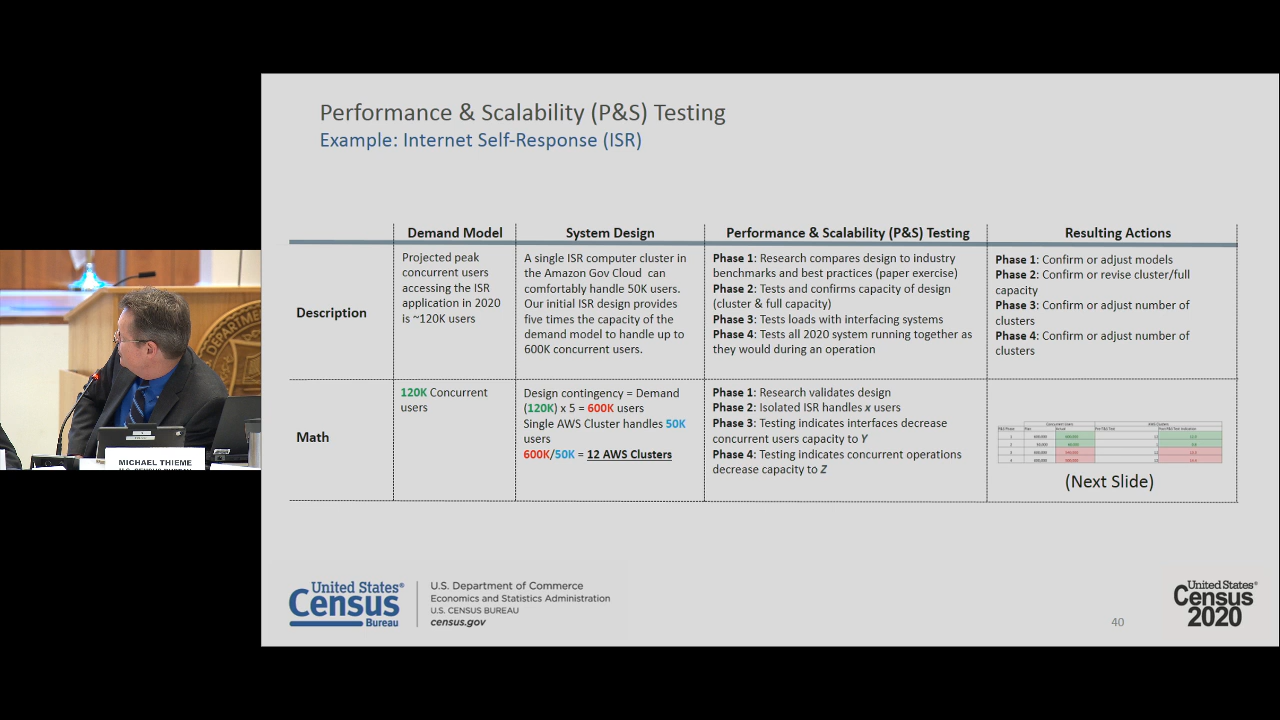 Performance & Scalability (P&S) Testing
Example: Internet Self-Response (ISR)
Demand Model
System Design
Performance & Scalability (P&S) Testing
Resulting Actions
Description
Projected peak
concurrent users
accessing the ISR
application in 2020
is ~120K users
A single ISR computer cluster in
the Amazon Gov Cloud can
comfortably handle 50K users.
Our initial ISR design provides
five times the capacity of the
demand model to handle up to
600K concurrent users.
Phase 1: Research compares design to industry
benchmarks and best practices (paper exercise)
Phase 2: Tests and confirms capacity of design
(cluster & full capacity)
Phase 3: Tests loads with interfacing systems
Phase 4: Tests all 2020 system running together as
they would during an operation
Phase 1: Confirm or adjust models
Phase 2: Confirm or revise cluster/full
capacity
Phase 3: Confirm or adjust number of
clusters
Phase 4: Confirm or adjust number of
clusters
Math
120K Concurrent
users
Design contingency = Demand
(120K) x 5 = 600K users
Single AWS Cluster handles 50K
users
600K/50K = 12 AWS Clusters
Phase 1: Research validates design
Phase 2: Isolated ISR handles x users
Phase 3: Testing indicates interfaces decrease
concurrent users capacity to Y
Phase 4: Testing indicates concurrent operations
decrease capacity to Z
(Next Slide)
MICHAEL THIEME
United States®
Census
Bureau
U.S. Department of Commerce
Economics and Statistics Administration
U.S. CENSUS BUREAU
census.gov
40
United States®
Census
2020